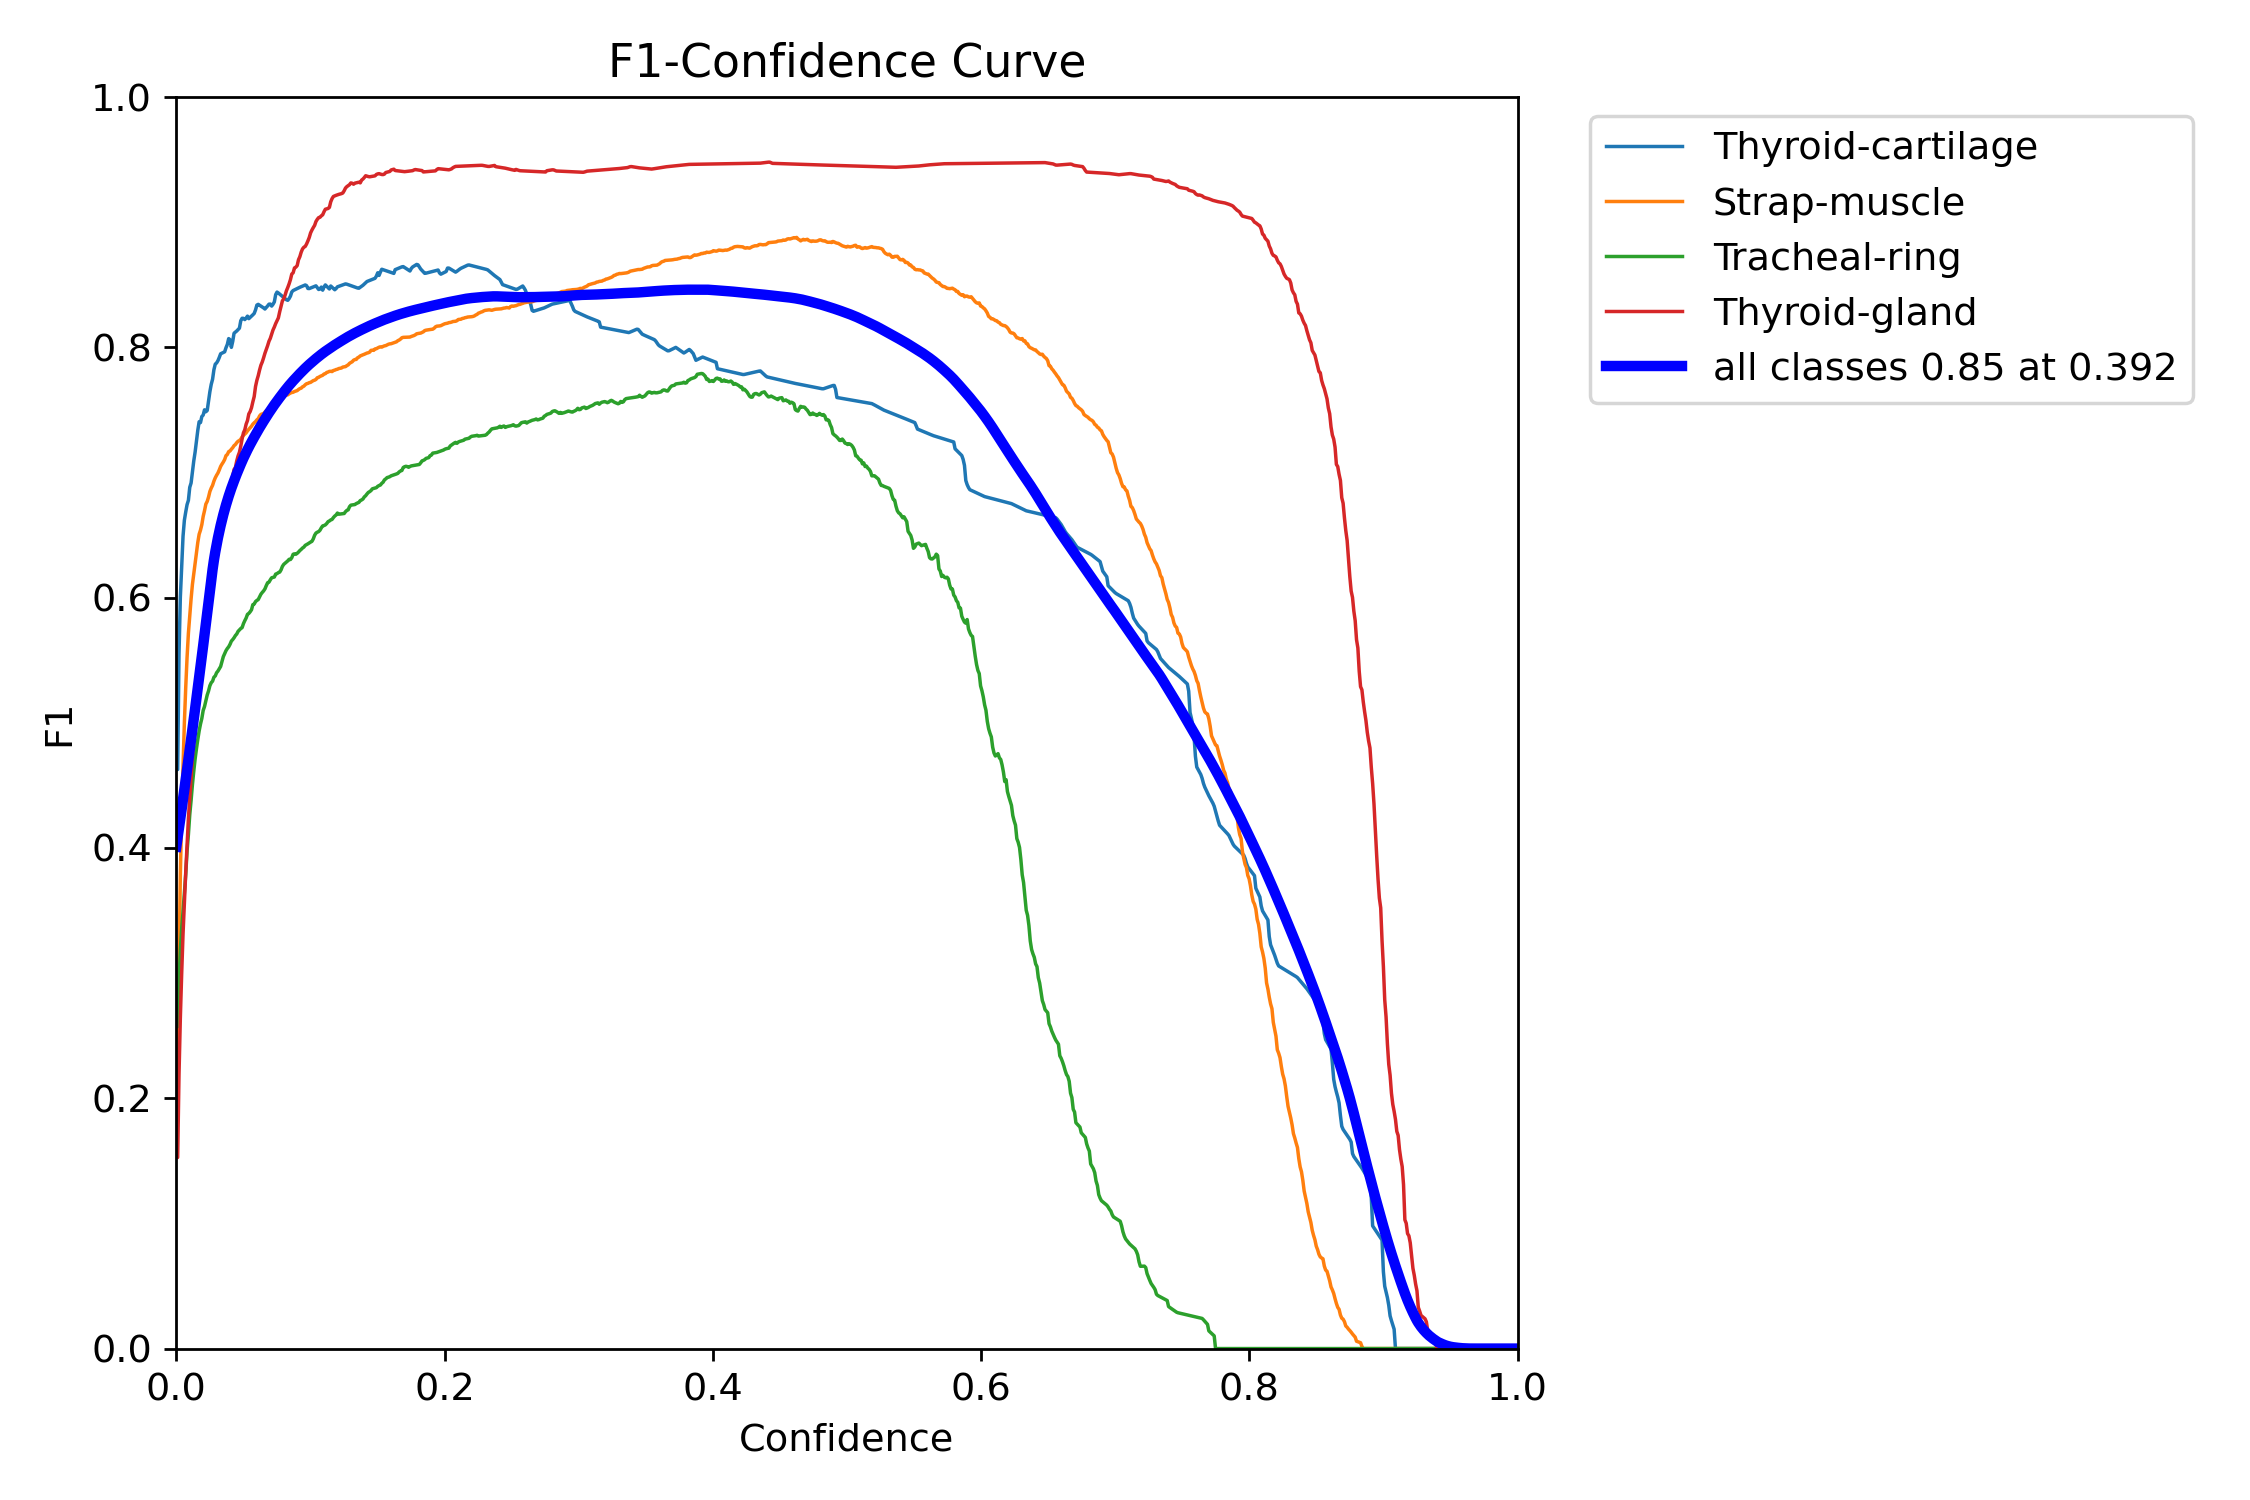 F1-Confidence Curve
1.0
0.8
0.6
0.4
0.2
0.0
F1
0.0 0.2 0.4 0.6 0.8 1.0
Confidence
Thyroid-cartilage
Strap-muscle
Tracheal-ring
Thyroid-gland
all classes 0.85 at 0.392